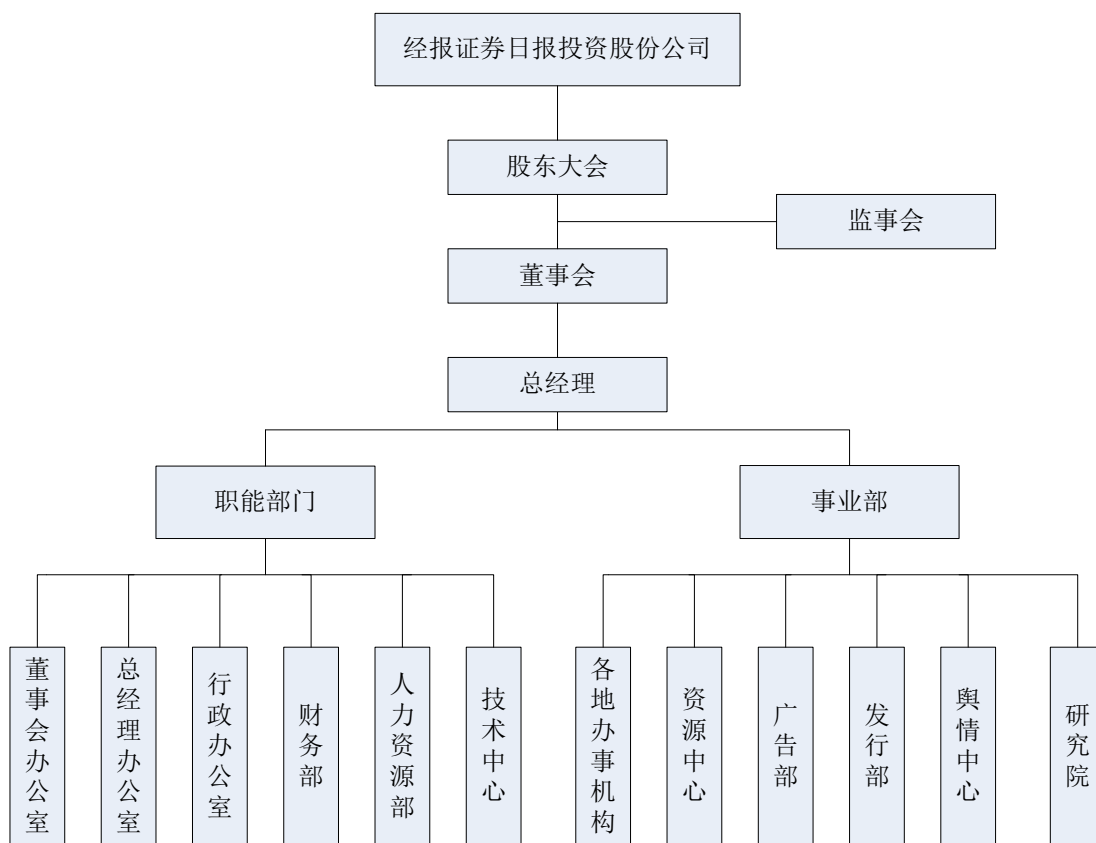 经报证券日报投资股份公司
股东大会
监事会
董事会
总经理
职能部门
事业部
董事会办公室
总经理办公室
行政办公室
财务部
人力资源部
技术中心
各地办事机构
资源中心
广告部
发行部
舆情中心
研究院